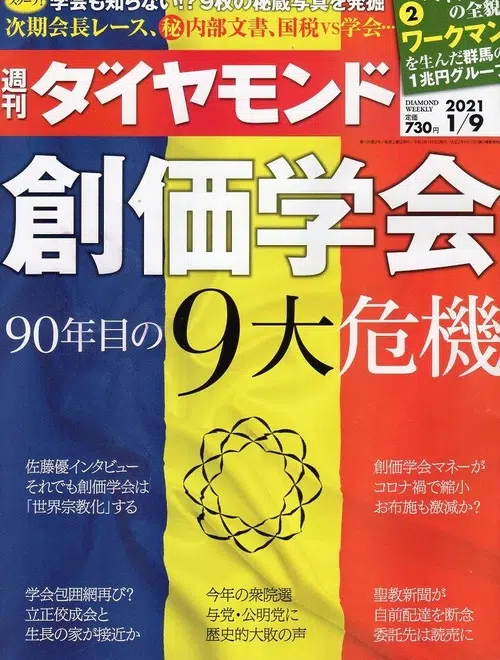 学会も知らない!?9枚の秘蔵写真を発掘
次期会長レース、㊙内部文書、国税vs学会…
2
の全貌
ワークマン
を生んだ群馬の
1兆円グループ
週刊
ダイヤモンド
DIAMOND
WEEKLY
定価
730円
2021
1/9
創価学会
90年目の
9大危機
佐藤優インタビュー
それでも創価学会は
「世界宗教化」する
創価学会マネーが
コロナ禍で縮小
お布施も激減か?
学会包囲網再び?
立正佼成会と
生長の家が接近か
今年の衆院選
与党・公明党に
歴史的大敗の声
聖教新聞が
自前配達を断念
委託先は読売に